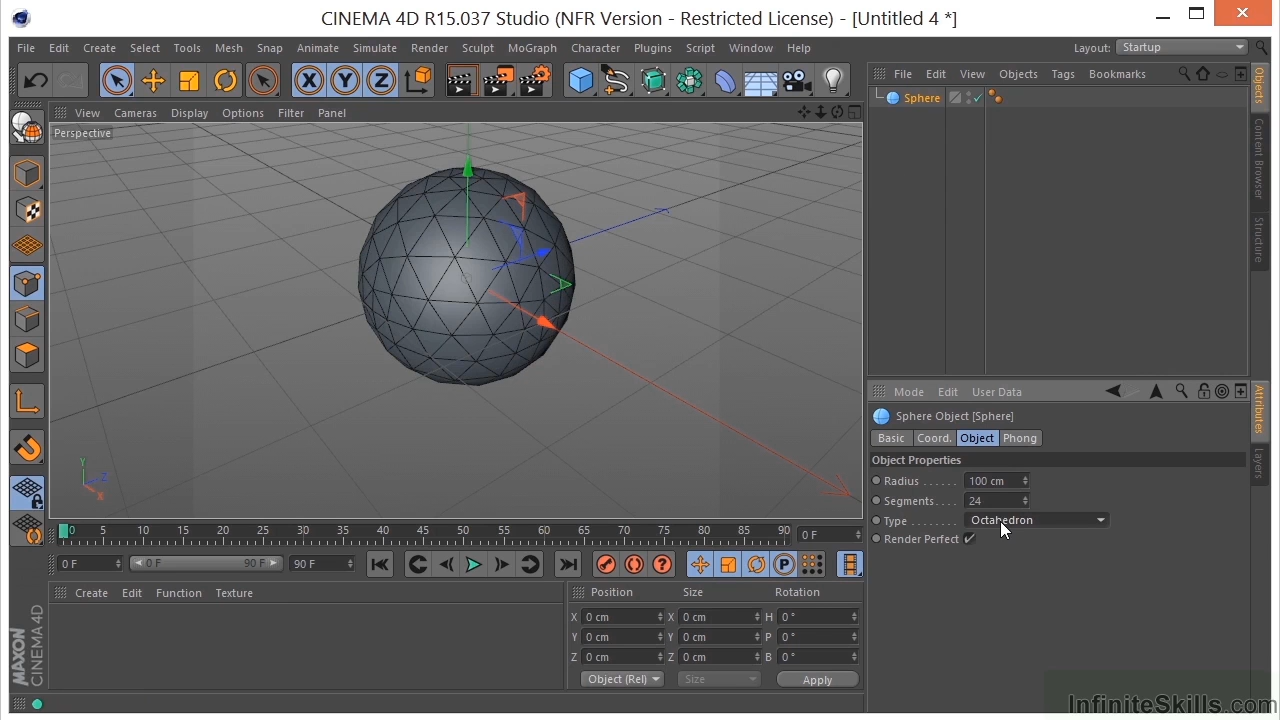 CINEMA 4D R15.037 Studio (NFR Version - Restricted License) - [Untitled 4 *]
File Edit Create Select Tools Mesh Snap Animate Simulate Render Sculpt MoGraph Character Plugins Script Window Help Layout: Startup
X Y Z
File Edit View Objects Tags Bookmarks
View Cameras Display Options Filter Panel
Perspective
Sphere
Objects
Content Browser
Structure
Y Z X
Mode Edit User Data
Attributes
Layers
Sphere Object [Sphere]
Basic Coord. Object Phong
Object Properties
Radius . . . . . . 100 cm
Segments. . . . 24
Type . . . . . . . . Octahedron
Render Perfect
0 5 10 15 20 25 30 35 40 45 50 55 60 65 70 75 80 85 90 0 F
0 F 0 F 90 F 90 F P
Create Edit Function Texture
Position Size Rotation
X 0 cm X 0 cm H 0 °
Y 0 cm Y 0 cm P 0 °
Z 0 cm Z 0 cm B 0 °
Object (Rel) Size Apply
MAXON
CINEMA 4D
InfiniteSkills.com